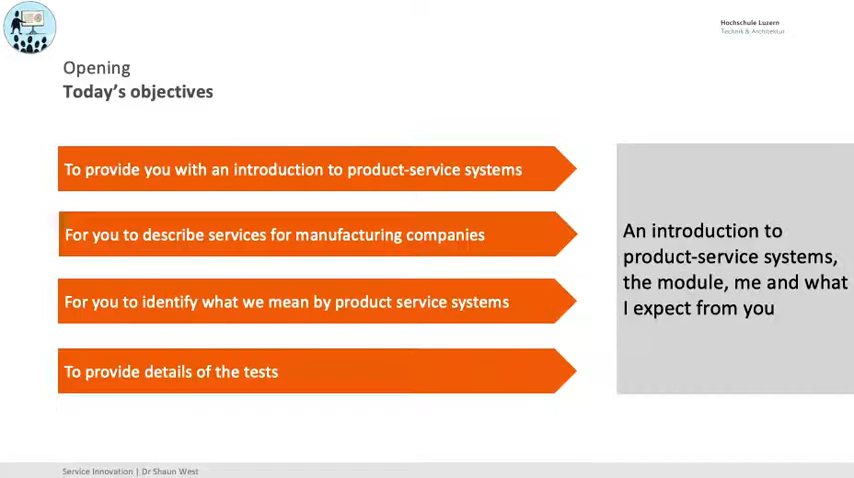 Hochschule Luzern
Technik & Architektur
Opening
Today's objectives
To provide you with an introduction to product-service systems
For you to describe services for manufacturing companies
For you to identify what we mean by product service systems
To provide details of the tests
An introduction to
product-service systems,
the module, me and what
I expect from you
Service Innovation | Dr Shaun West